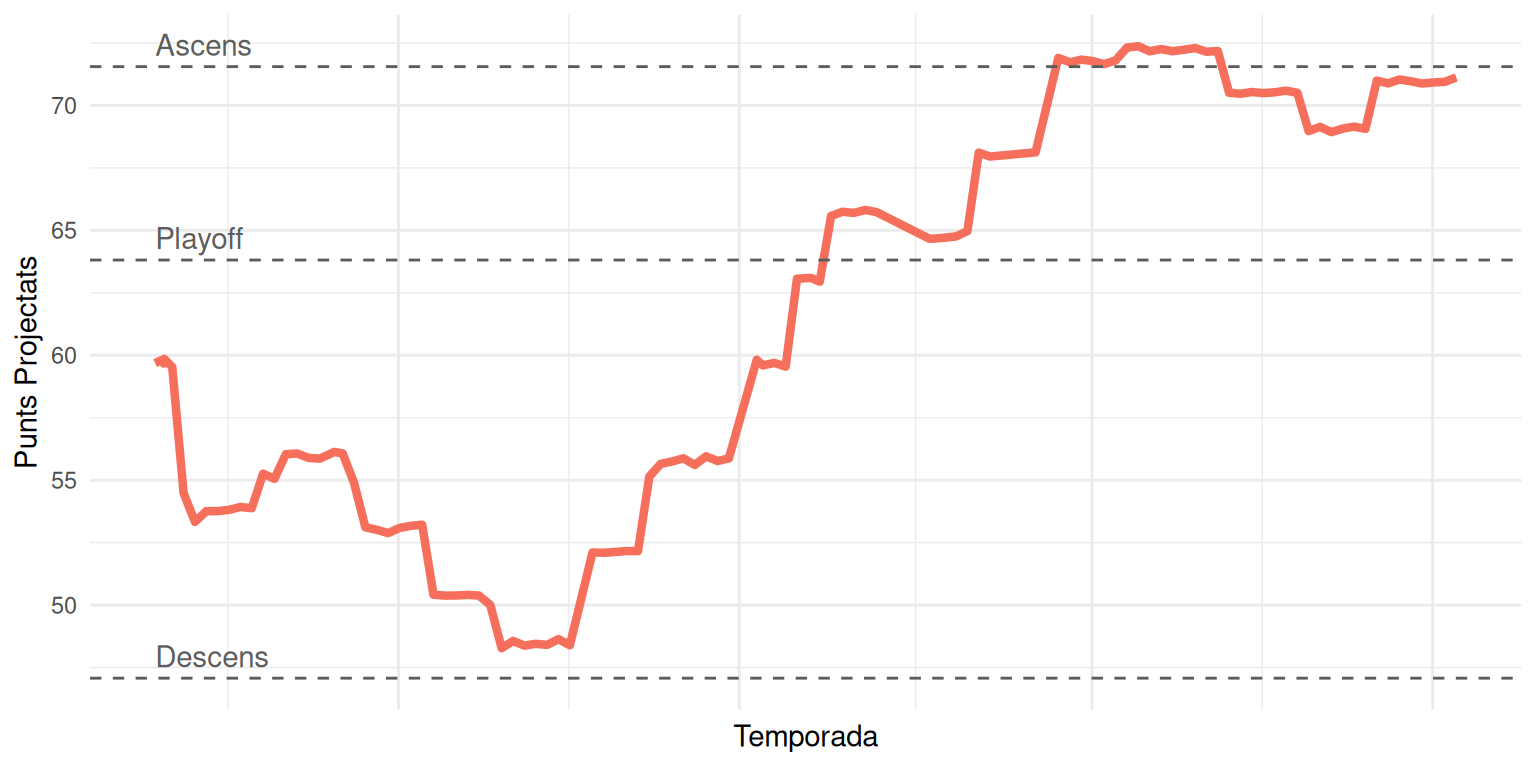 Ascens
70
Playoff
65
60
55
50
Descens
Punts Projectats
Temporada